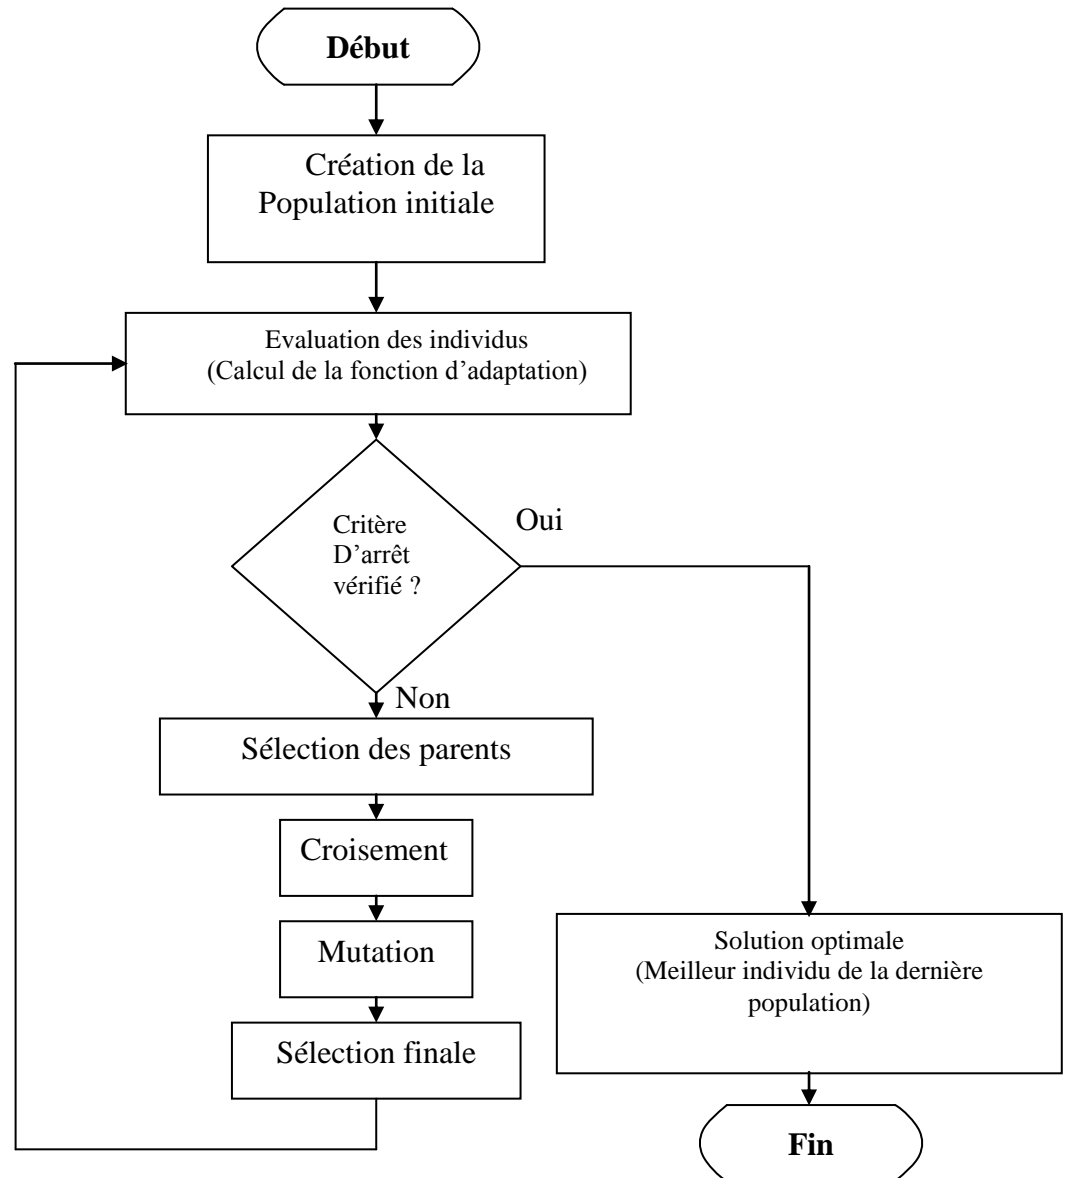 Début
Création de la
Population initiale
Evaluation des individus
(Calcul de la fonction d’adaptation)
Critère
D’arrêt
vérifié ?
Oui
Non
Sélection des parents
Croisement
Mutation
Sélection finale
Solution optimale
(Meilleur individu de la dernière
population)
Fin